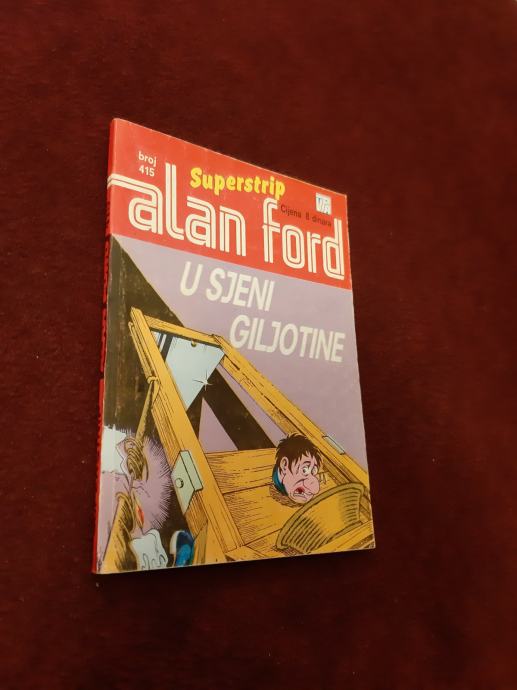 broj
415
Superstrip
Cijena 8 dinara
alan ford
U SJENI
GILJOTINE